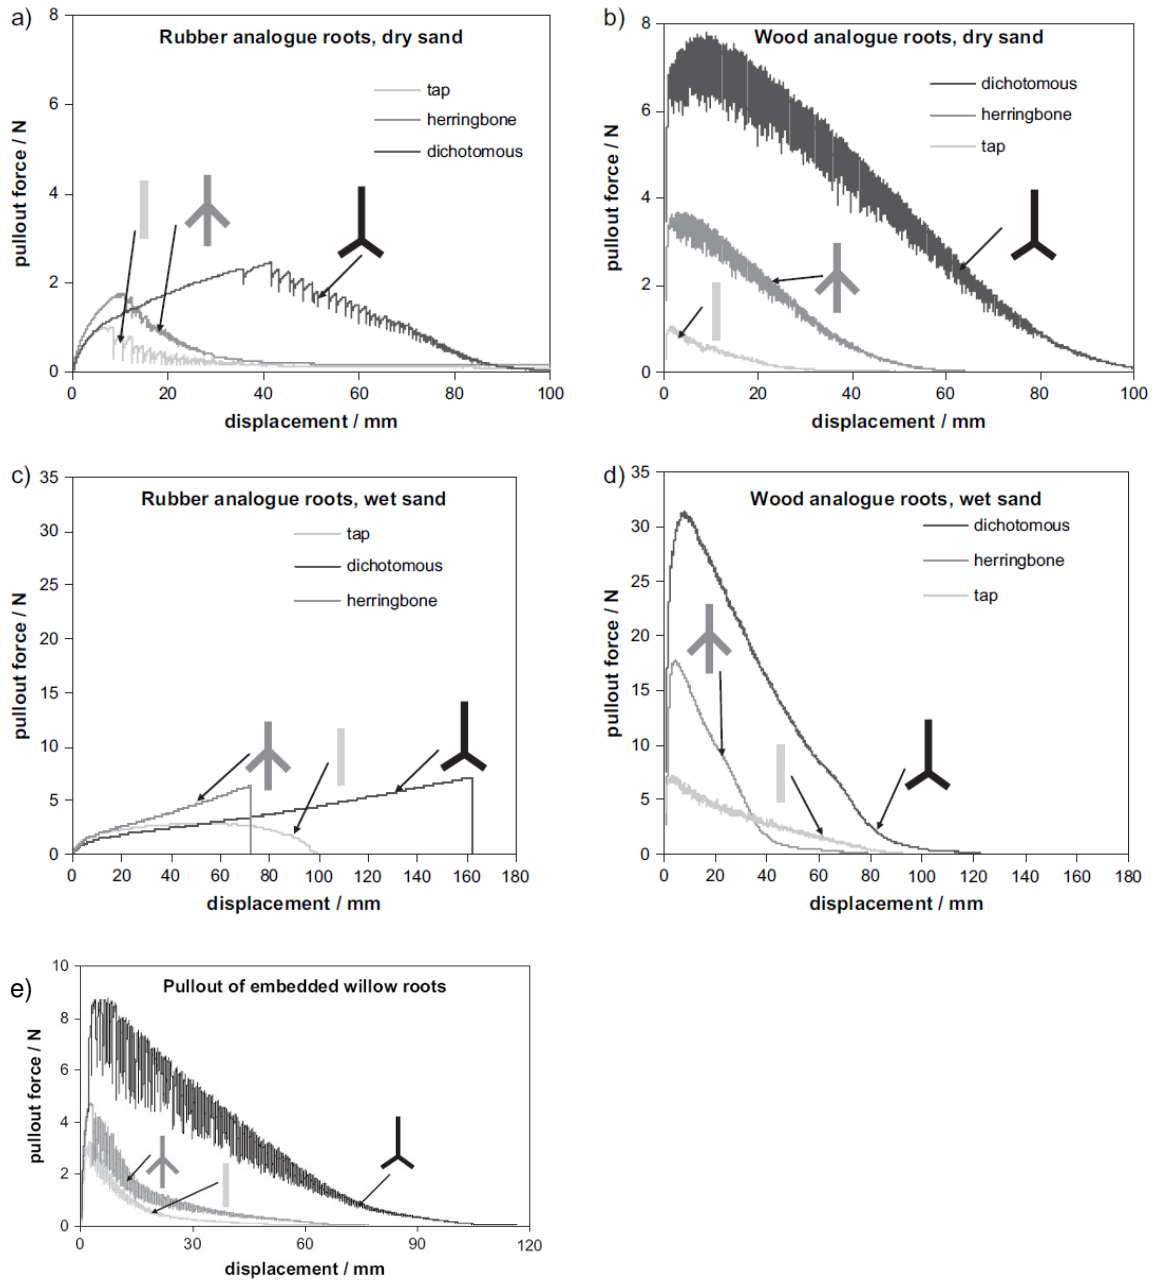 a)
Rubber analogue roots, dry sand
tap
herringbone
dichotomous
pullout force / N
8
6
4
2
0
0 20 40 60 80 100
displacement / mm
b)
Wood analogue roots, dry sand
dichotomous
herringbone
tap
pullout force / N
8
6
4
2
0
0 20 40 60 80 100
displacement / mm
c)
Rubber analogue roots, wet sand
tap
dichotomous
herringbone
pullout force / N
35
30
25
20
15
10
5
0
0 20 40 60 80 100 120 140 160 180
displacement / mm
d)
Wood analogue roots, wet sand
dichotomous
herringbone
tap
pullout force / N
35
30
25
20
15
10
5
0
0 20 40 60 80 100 120 140 160 180
displacement / mm
e)
Pullout of embedded willow roots
pullout force / N
10
8
6
4
2
0
0 30 60 90 120
displacement / mm